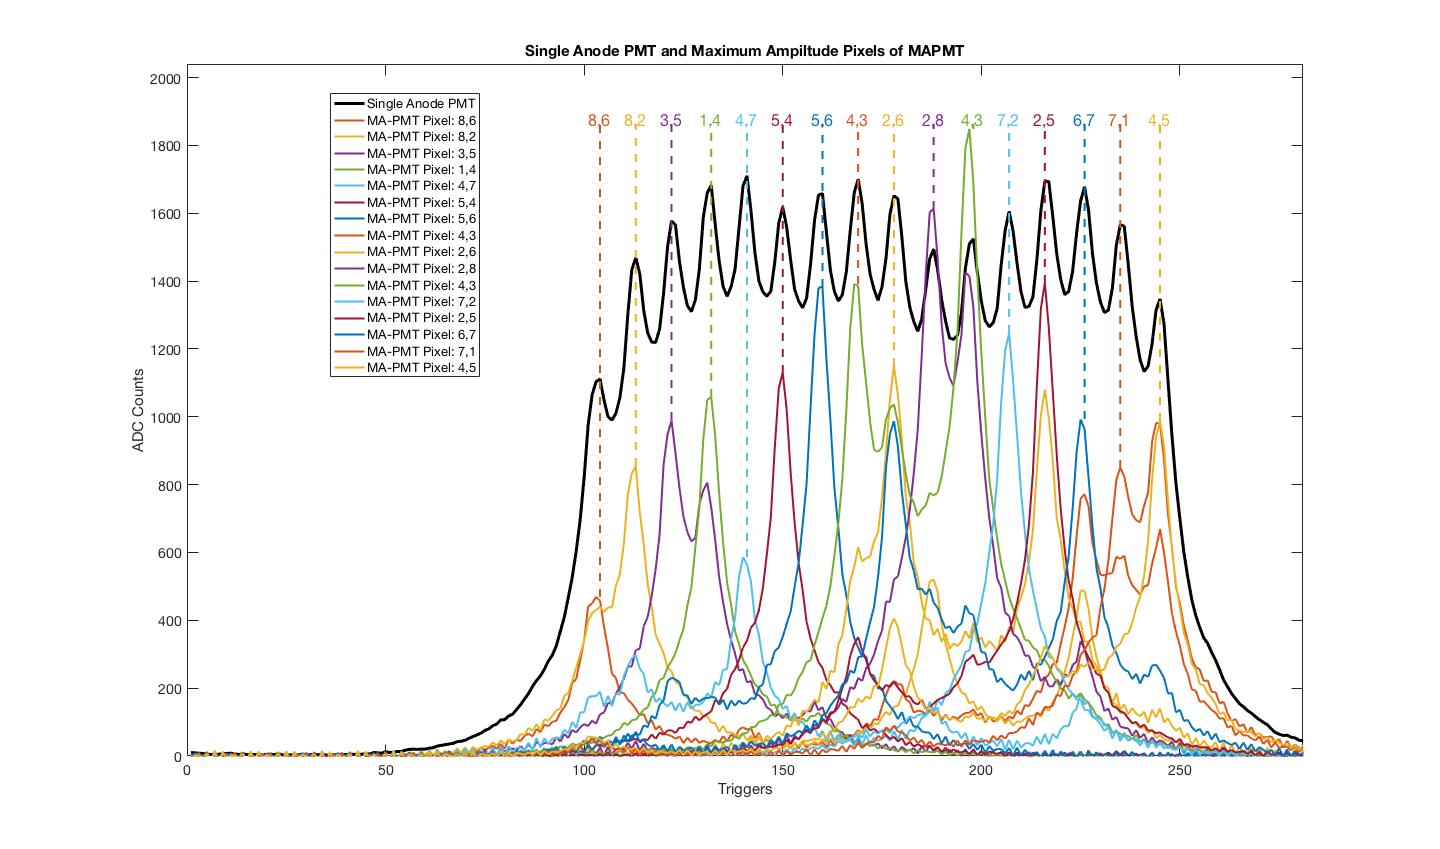 Single Anode PMT and Maximum Ampiltude Pixels of MAPMT
2000
1800
1600
1400
1200
1000
800
600
400
200
0
ADC Counts
Single Anode PMT
MA-PMT Pixel: 8,6
MA-PMT Pixel: 8,2
MA-PMT Pixel: 3,5
MA-PMT Pixel: 1,4
MA-PMT Pixel: 4,7
MA-PMT Pixel: 5,4
MA-PMT Pixel: 5,6
MA-PMT Pixel: 4,3
MA-PMT Pixel: 2,6
MA-PMT Pixel: 2,8
MA-PMT Pixel: 4,3
MA-PMT Pixel: 7,2
MA-PMT Pixel: 2,5
MA-PMT Pixel: 6,7
MA-PMT Pixel: 7,1
MA-PMT Pixel: 4,5
8,6 8,2 3,5 1,4 4,7 5,4 5,6 4,3 2,6 2,8 4,3 7,2 2,5 6,7 7,1 4,5
0 50 100 150 200 250
Triggers